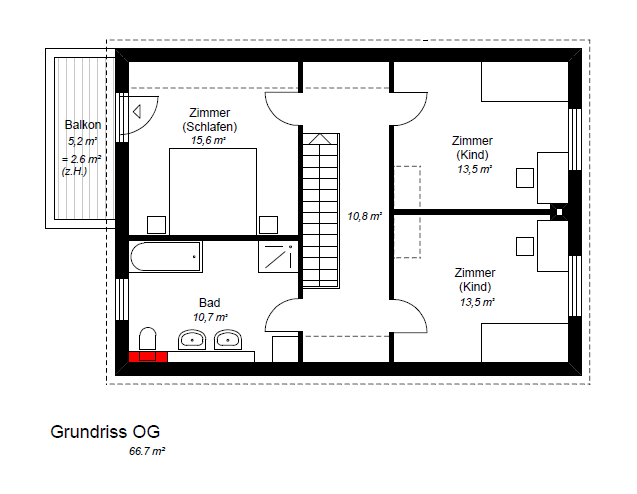 Zimmer
(Schlafen)
15,6 m²
Balkon
5,2 m²
= 2.6 m²
(z.H.)
Zimmer
(Kind)
13,5 m²
10,8 m²
Zimmer
(Kind)
13,5 m²
Bad
10,7 m²
Grundriss OG
66.7 m²